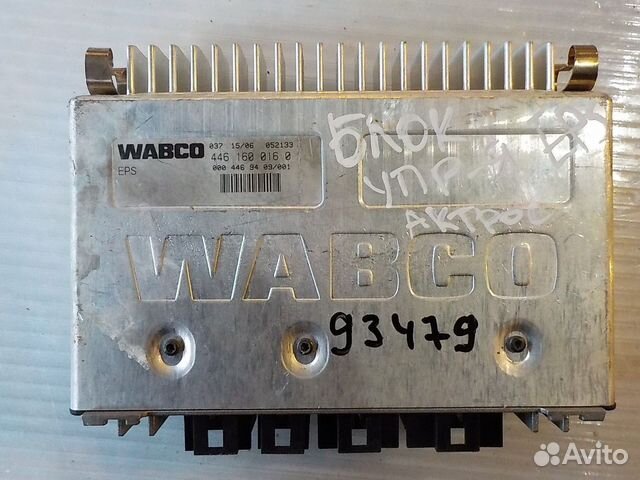 WABCO
037 15/06 052133
446 160 016 0
EPS
000 446 94 09/001
БЛОК
УПР-Я EPS
АКТРОС
WABCO
93479
Avito